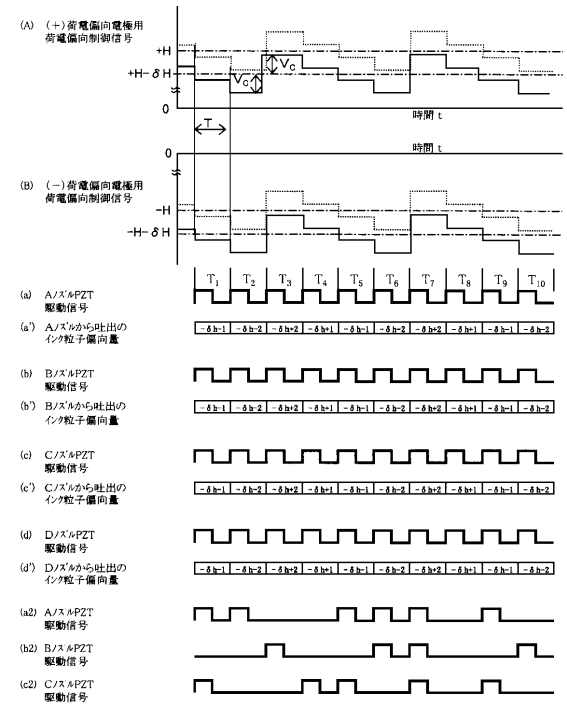 (A) (+)荷電偏向電極用
荷電偏向制御信号
+H
+H-δH
V_C
V_C
0
時間 t
T
時間 t
0
(B) (-)荷電偏向電極用
荷電偏向制御信号
-H
-H-δH
T1 T2 T3 T4 T5 T6 T7 T8 T9 T10
(a) AノズルPZT
駆動信号
(a') Aノズルから吐出の
インク粒子偏向量
-δh-1 -δh-2 -δh+2 -δh+1 -δh-1 -δh-2 -δh+2 -δh+1 -δh-1 -δh-2
(b) BノズルPZT
駆動信号
(b') Bノズルから吐出の
インク粒子偏向量
-δh-1 -δh-2 -δh+2 -δh+1 -δh-1 -δh-2 -δh+2 -δh+1 -δh-1 -δh-2
(c) CノズルPZT
駆動信号
(c') Cノズルから吐出の
インク粒子偏向量
-δh-1 -δh-2 -δh+2 -δh+1 -δh-1 -δh-2 -δh+2 -δh+1 -δh-1 -δh-2
(d) DノズルPZT
駆動信号
(d') Dノズルから吐出の
インク粒子偏向量
-δh-1 -δh-2 -δh+2 -δh+1 -δh-1 -δh-2 -δh+2 -δh+1 -δh-1 -δh-2
(a2) AノズルPZT
駆動信号
(b2) BノズルPZT
駆動信号
(c2) CノズルPZT
駆動信号